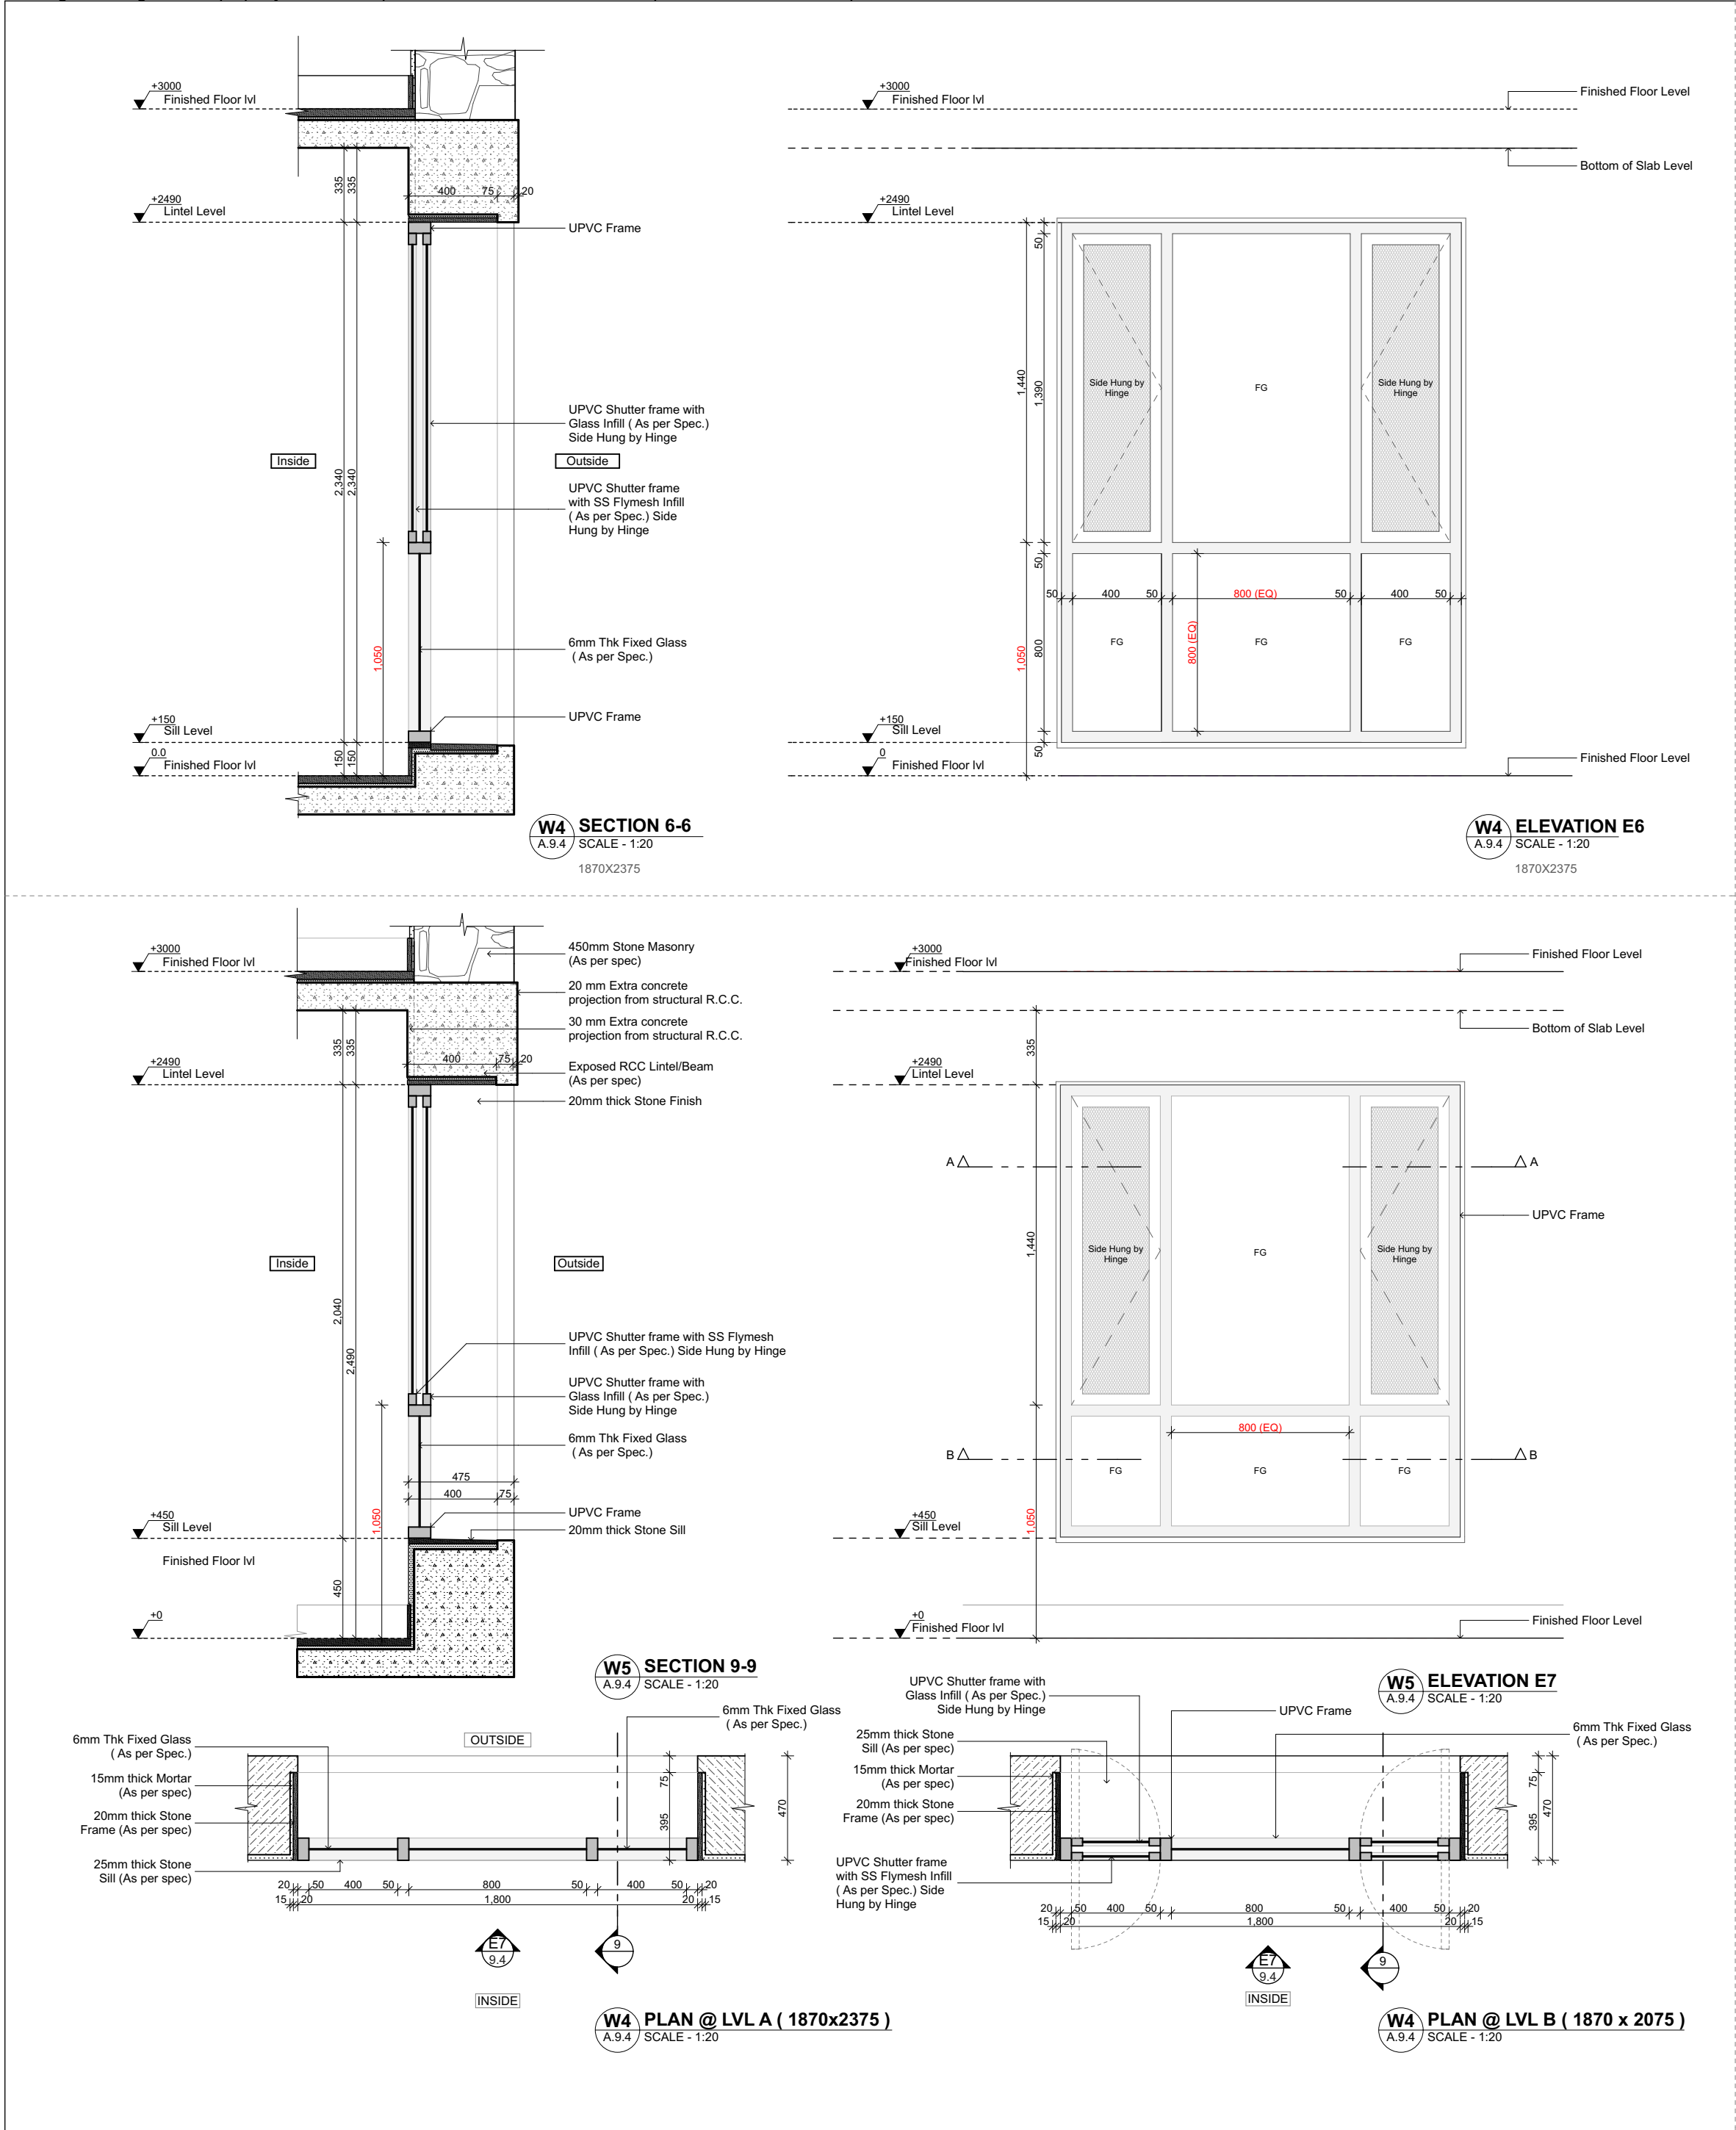 +3000
Finished Floor lvl
335
335
400
75
20
+2490
Lintel Level
UPVC Frame
UPVC Shutter frame with
Glass Infill ( As per Spec.)
Side Hung by Hinge
Inside
Outside
2,340
2,340
UPVC Shutter frame
with SS Flymesh Infill
( As per Spec.) Side
Hung by Hinge
6mm Thk Fixed Glass
( As per Spec.)
1,050
UPVC Frame
+150
Sill Level
0.0
Finished Floor lvl
150
150
W4
A.9.4
SECTION 6-6
SCALE - 1:20
1870X2375
+3000
Finished Floor lvl
Finished Floor Level
Bottom of Slab Level
+2490
Lintel Level
50
1,440
1,390
Side Hung by
Hinge
FG
Side Hung by
Hinge
50
50
400
50
800 (EQ)
50
400
50
1,050
800
800 (EQ)
FG
FG
FG
+150
Sill Level
50
0
Finished Floor lvl
Finished Floor Level
W4
A.9.4
ELEVATION E6
SCALE - 1:20
1870X2375
+3000
Finished Floor lvl
450mm Stone Masonry
(As per spec)
20 mm Extra concrete
projection from structural R.C.C.
30 mm Extra concrete
projection from structural R.C.C.
335
335
400
75
20
+2490
Lintel Level
Exposed RCC Lintel/Beam
(As per spec)
20mm thick Stone Finish
Inside
Outside
2,040
2,490
UPVC Shutter frame with SS Flymesh
Infill ( As per Spec.) Side Hung by Hinge
UPVC Shutter frame with
Glass Infill ( As per Spec.)
Side Hung by Hinge
6mm Thk Fixed Glass
( As per Spec.)
475
400
75
1,050
UPVC Frame
20mm thick Stone Sill
+450
Sill Level
Finished Floor lvl
450
+0
W5
A.9.4
SECTION 9-9
SCALE - 1:20
+3000
Finished Floor lvl
Finished Floor Level
Bottom of Slab Level
335
+2490
Lintel Level
A
A
UPVC Frame
1,440
Side Hung by
Hinge
FG
Side Hung by
Hinge
800 (EQ)
B
B
FG
FG
FG
1,050
+450
Sill Level
+0
Finished Floor lvl
Finished Floor Level
W5
A.9.4
ELEVATION E7
SCALE - 1:20
6mm Thk Fixed Glass
( As per Spec.)
OUTSIDE
6mm Thk Fixed Glass
( As per Spec.)
15mm thick Mortar
(As per spec)
20mm thick Stone
Frame (As per spec)
25mm thick Stone
Sill (As per spec)
75
395
470
20
50
400
50
800
50
400
50
20
15
20
1,800
20
15
E7
9.4
9
INSIDE
W4
A.9.4
PLAN @ LVL A ( 1870x2375 )
SCALE - 1:20
UPVC Shutter frame with
Glass Infill ( As per Spec.)
Side Hung by Hinge
UPVC Frame
6mm Thk Fixed Glass
( As per Spec.)
25mm thick Stone
Sill (As per spec)
15mm thick Mortar
(As per spec)
20mm thick Stone
Frame (As per spec)
UPVC Shutter frame
with SS Flymesh Infill
( As per Spec.) Side
Hung by Hinge
75
395
470
20
50
400
50
800
50
400
50
20
15
20
1,800
20
15
E7
9.4
9
INSIDE
W4
A.9.4
PLAN @ LVL B ( 1870 x 2075 )
SCALE - 1:20